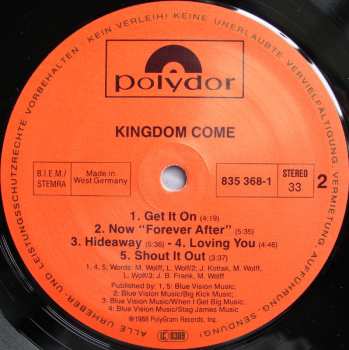 ALLE URHEBER- UND LEISTUNGSSCHUTZRECHTE VORBEHALTEN · KEIN VERLEIH! KEINE UNERLAUBTE VERVIELFÄLTIGUNG, VERMIETUNG, AUFFÜHRUNG, SENDUNG!
polydor
KINGDOM COME
B.I.E.M./
STEMRA
Made in
West Germany
835 368-1
STEREO
33
2
1. Get It On (4:19)
2. Now "Forever After" (5:35)
3. Hideaway (5:36) - 4. Loving You (4:46)
5. Shout It Out (3:37)
1, 4, 5: Words: M. Wolff, L. Wolf/2: J. Kottak, M. Wolff,
L. Wolf/3: J. B. Frank, M. Wolff
Published by: 1, 5: Blue Vision Music;
2: Blue Vision Music/Big Kick Music;
3: Blue Vision Music/When I Get Big Music;
4: Blue Vision Music/Stag James Music
℗1988 PolyGram Records, Inc.
LC 0309